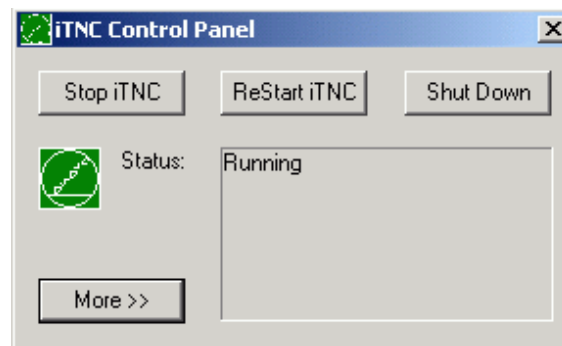 iTNC Control Panel
Stop iTNC ReStart iTNC Shut Down
Status: Running
More >>